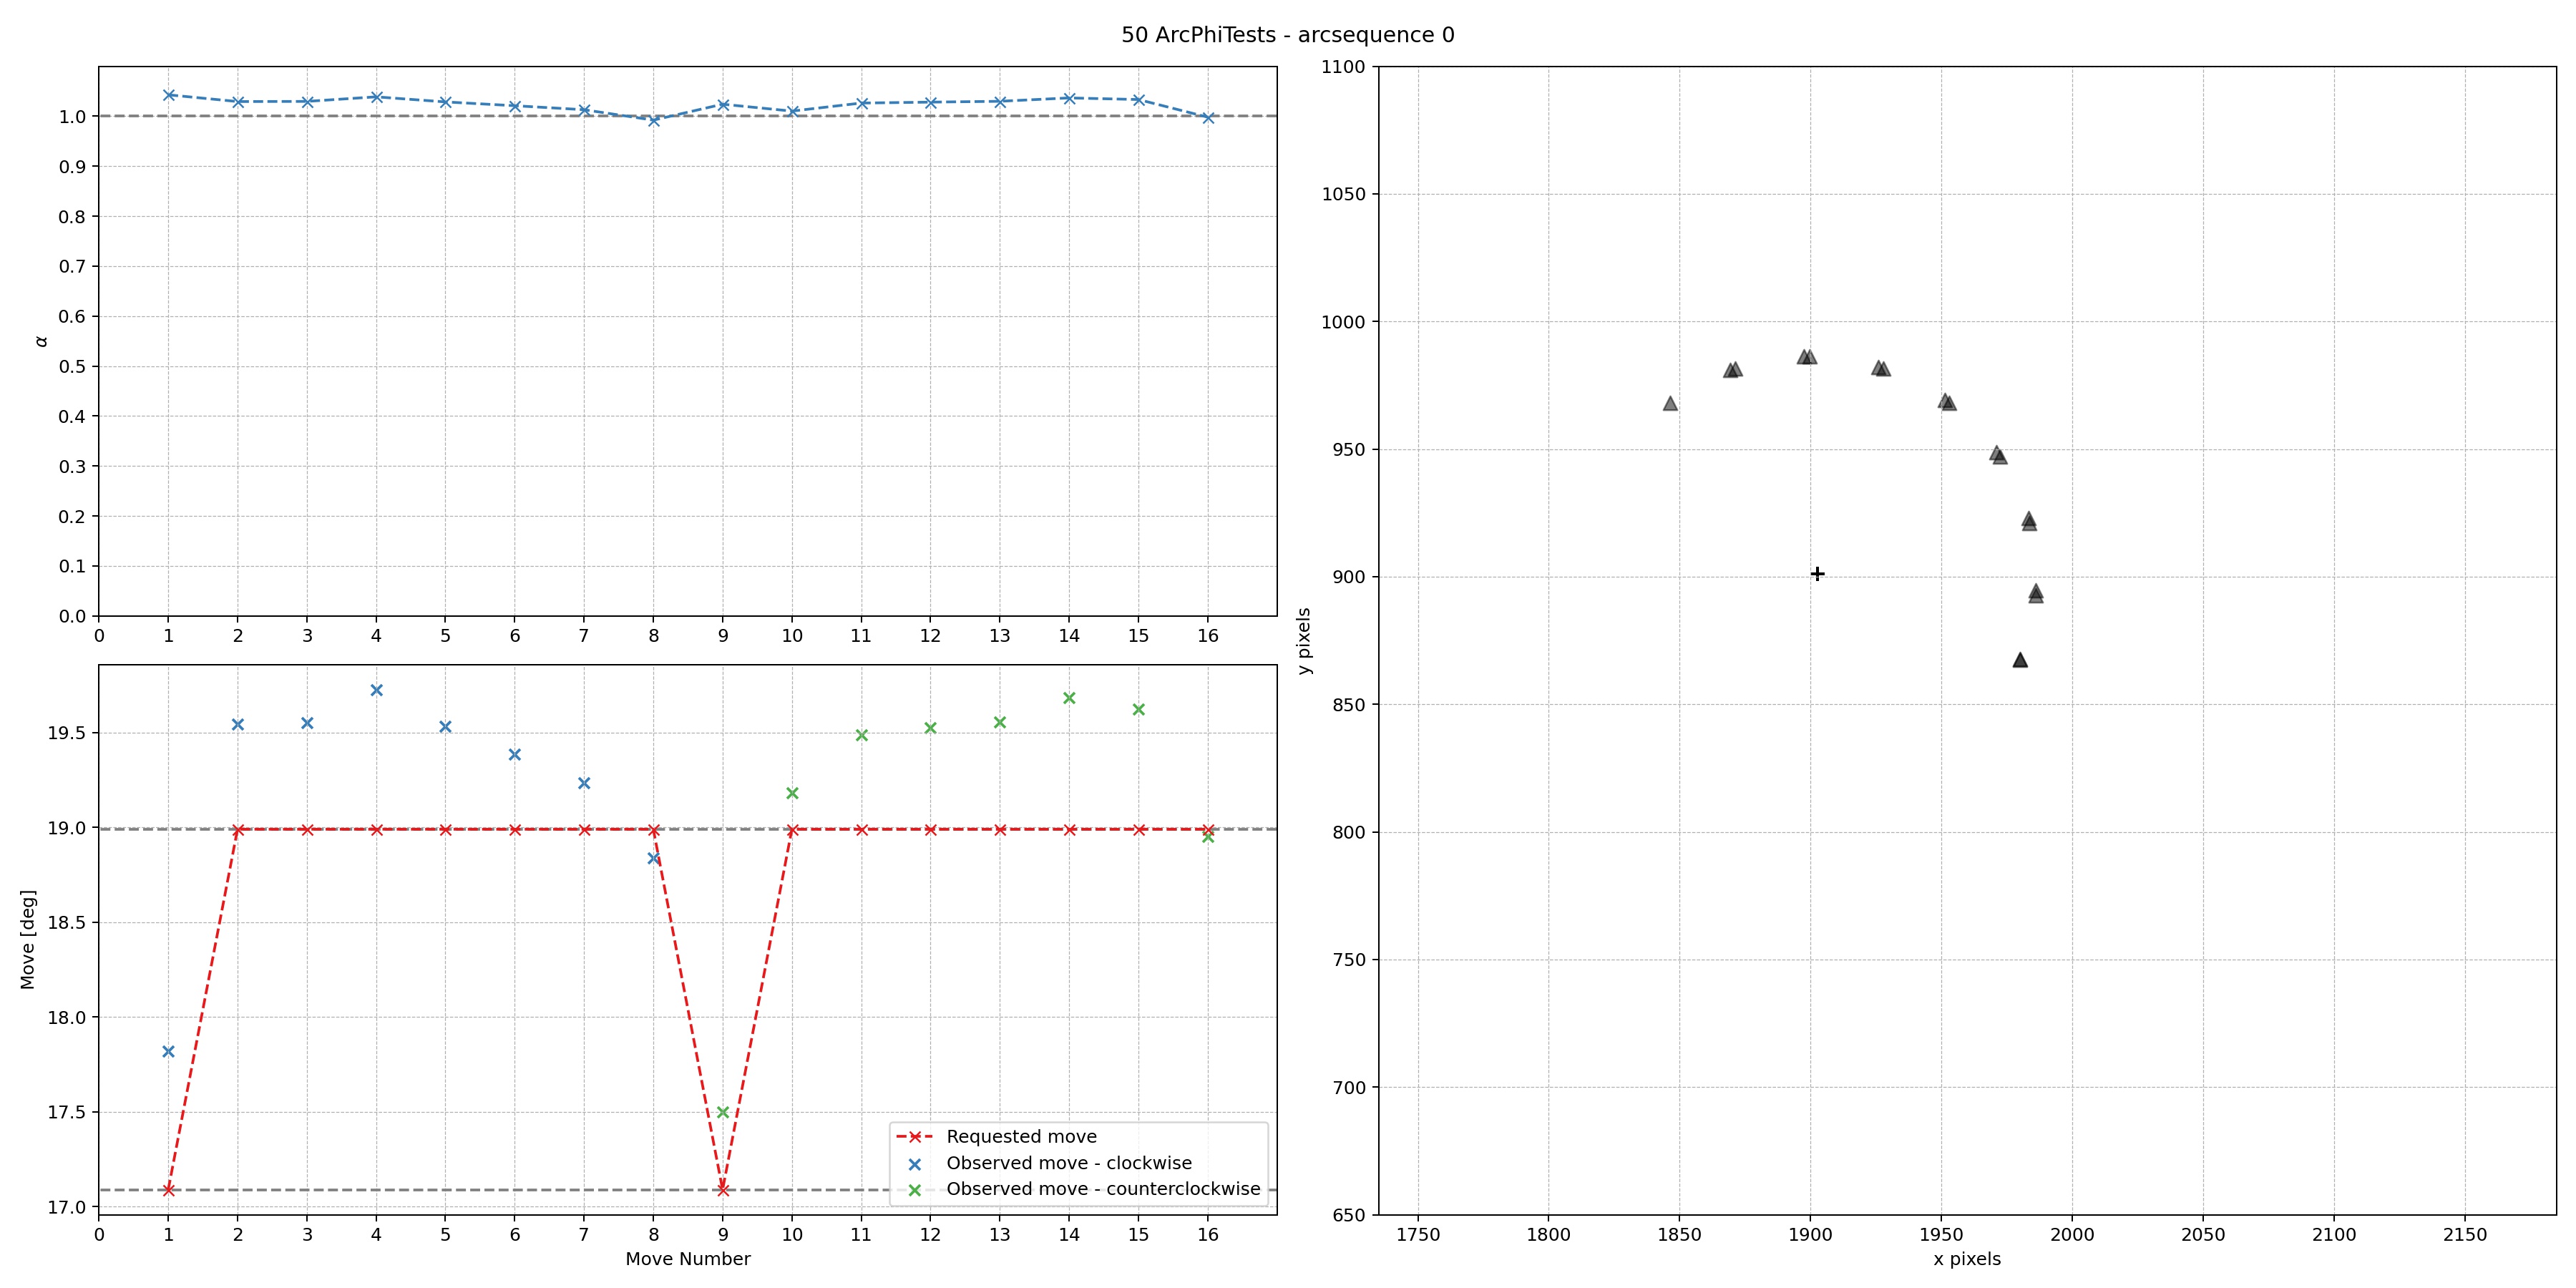 50 ArcPhiTests - arcsequence 0
α
1.0
0.9
0.8
0.7
0.6
0.5
0.4
0.3
0.2
0.1
0.0
0 1 2 3 4 5 6 7 8 9 10 11 12 13 14 15 16
Move [deg]
19.5
19.0
18.5
18.0
17.5
17.0
Requested move
Observed move - clockwise
Observed move - counterclockwise
0 1 2 3 4 5 6 7 8 9 10 11 12 13 14 15 16
Move Number
y pixels
1100
1050
1000
950
900
850
800
750
700
650
1750 1800 1850 1900 1950 2000 2050 2100 2150
x pixels